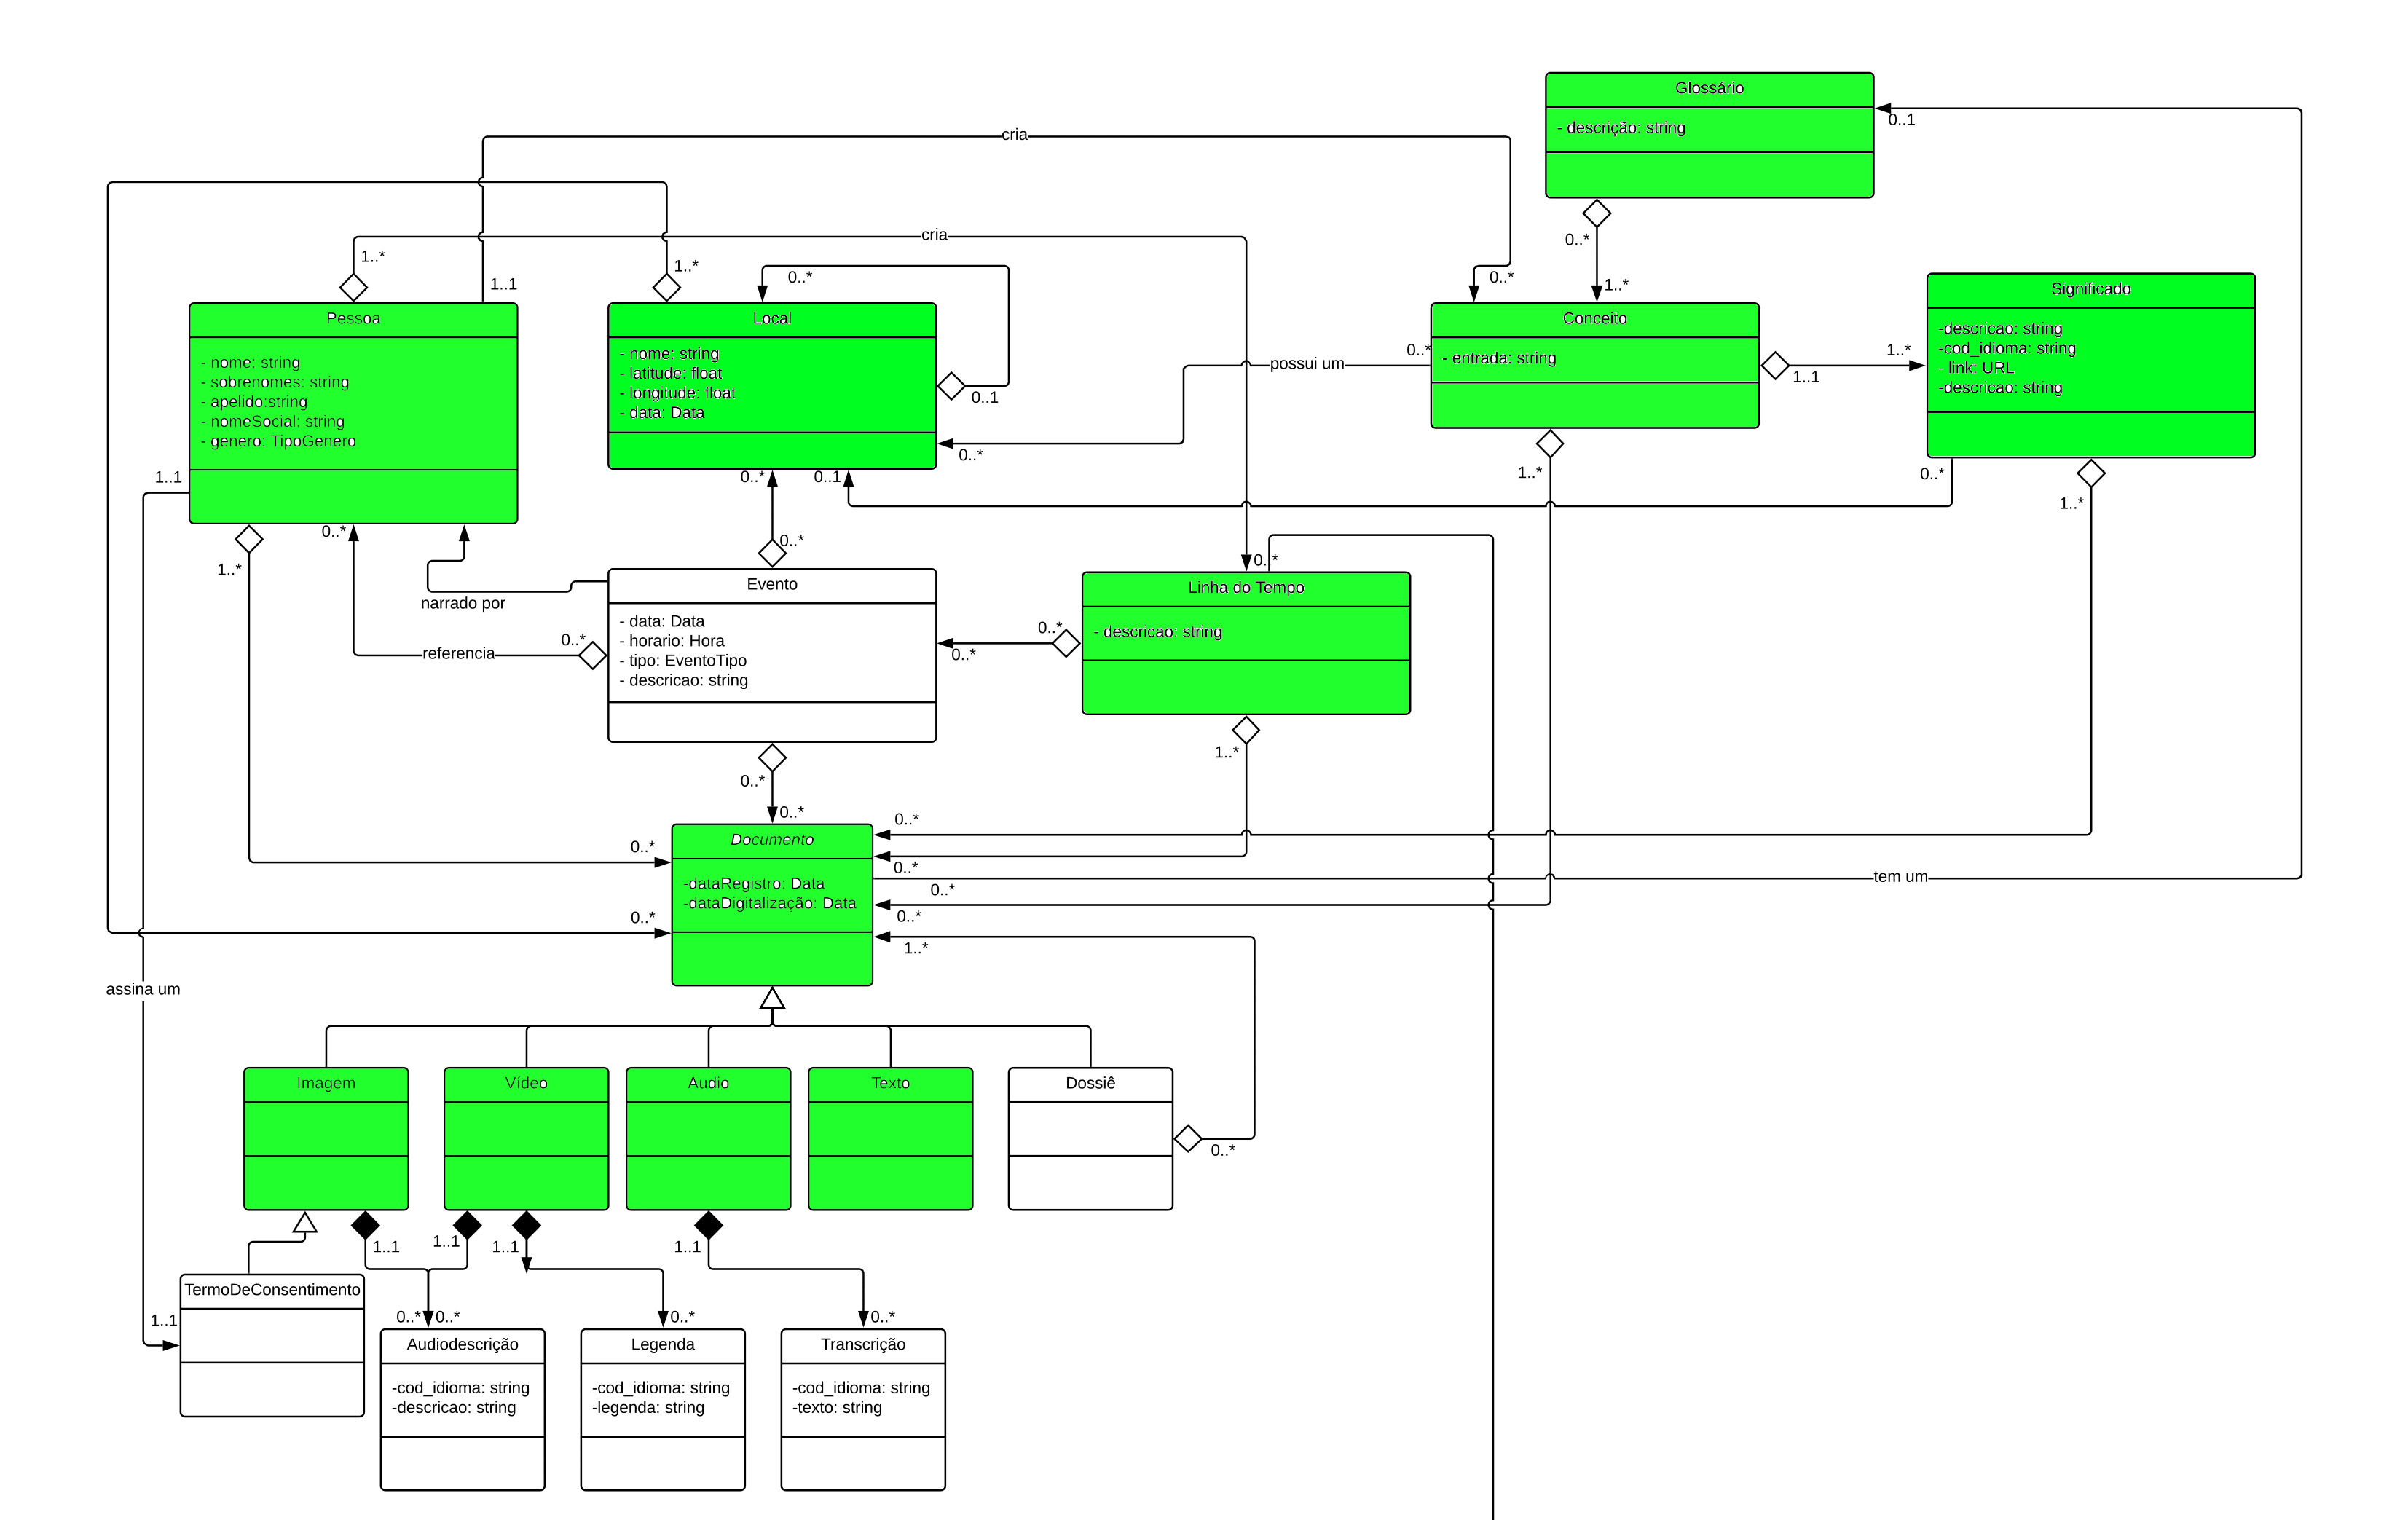 Glossário
- descrição: string
0..1
cria
0..*
1..*
cria
1..*
1..1
1..*
0..*
0..*
1..*
Pessoa
- nome: string
- sobrenomes: string
- apelido:string
- nomeSocial: string
- genero: TipoGenero
Local
- nome: string
- latitude: float
- longitude: float
- data: Data
0..1
possui um
0..*
0..*
Conceito
- entrada: string
1..1
1..*
Significado
-descricao: string
-cod_idioma: string
- link: URL
-descricao: string
1..1
0..*
0..*
0..1
1..*
0..*
1..*
1..*
0..*
0..*
narrado por
referencia
0..*
Evento
- data: Data
- horario: Hora
- tipo: EventoTipo
- descricao: string
0..*
0..*
Linha do Tempo
- descricao: string
1..*
0..*
0..*
0..*
0..*
Documento
-dataRegistro: Data
-dataDigitalização: Data
0..*
0..*
tem um
0..*
0..*
1..*
assina um
Imagem
Vídeo
Audio
Texto
Dossiê
0..*
1..1
1..1
1..1
1..1
TermoDeConsentimento
1..1
0..*
0..*
0..*
0..*
Audiodescrição
-cod_idioma: string
-descricao: string
Legenda
-cod_idioma: string
-legenda: string
Transcrição
-cod_idioma: string
-texto: string